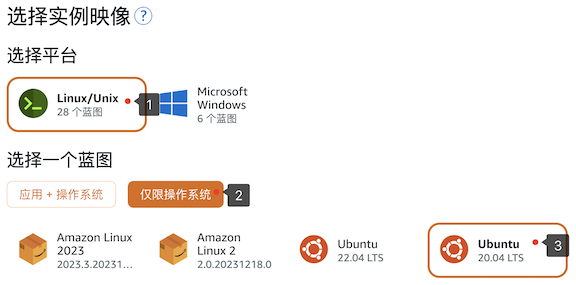 选择实例映像 ?
选择平台
Linux/Unix
28 个蓝图
1
Microsoft
Windows
6 个蓝图
选择一个蓝图
应用 + 操作系统
仅限操作系统
2
Amazon Linux
2023
2023.3.20231...
Amazon
Linux 2
2.0.20231218.0
Ubuntu
22.04 LTS
Ubuntu
20.04 LTS
3